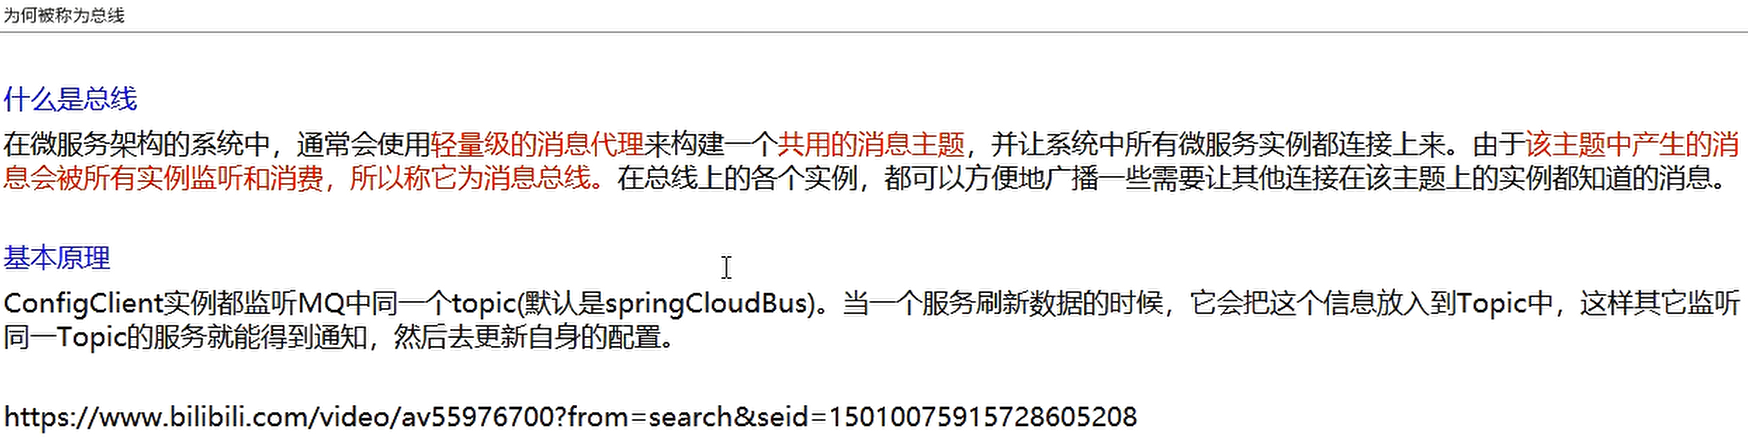 为何被称为总线
什么是总线
在微服务架构的系统中，通常会使用轻量级的消息代理来构建一个共用的消息主题，并让系统中所有微服务实例都连接上来。由于该主题中产生的消
息会被所有实例监听和消费，所以称它为消息总线。在总线上的各个实例，都可以方便地广播一些需要让其他连接在该主题上的实例都知道的消息。
基本原理
ConfigClient实例都监听MQ中同一个topic(默认是springCloudBus)。当一个服务刷新数据的时候，它会把这个信息放入到Topic中，这样其它监听
同一Topic的服务就能得到通知，然后去更新自身的配置。
https://www.bilibili.com/video/av55976700?from=search&seid=15010075915728605208